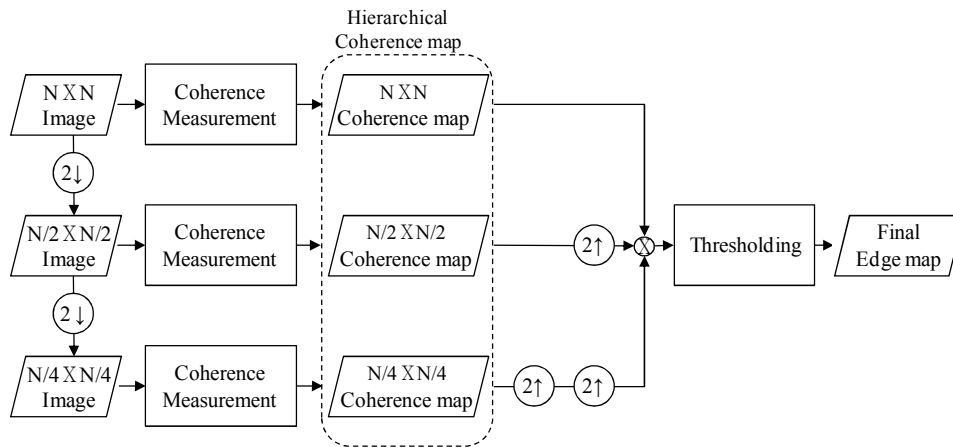 Hierarchical
Coherence map
N X N
Image
Coherence
Measurement
N X N
Coherence map
2↓
N/2 X N/2
Image
Coherence
Measurement
N/2 X N/2
Coherence map
2↑
X
Thresholding
Final
Edge map
2↓
N/4 X N/4
Image
Coherence
Measurement
N/4 X N/4
Coherence map
2↑
2↑